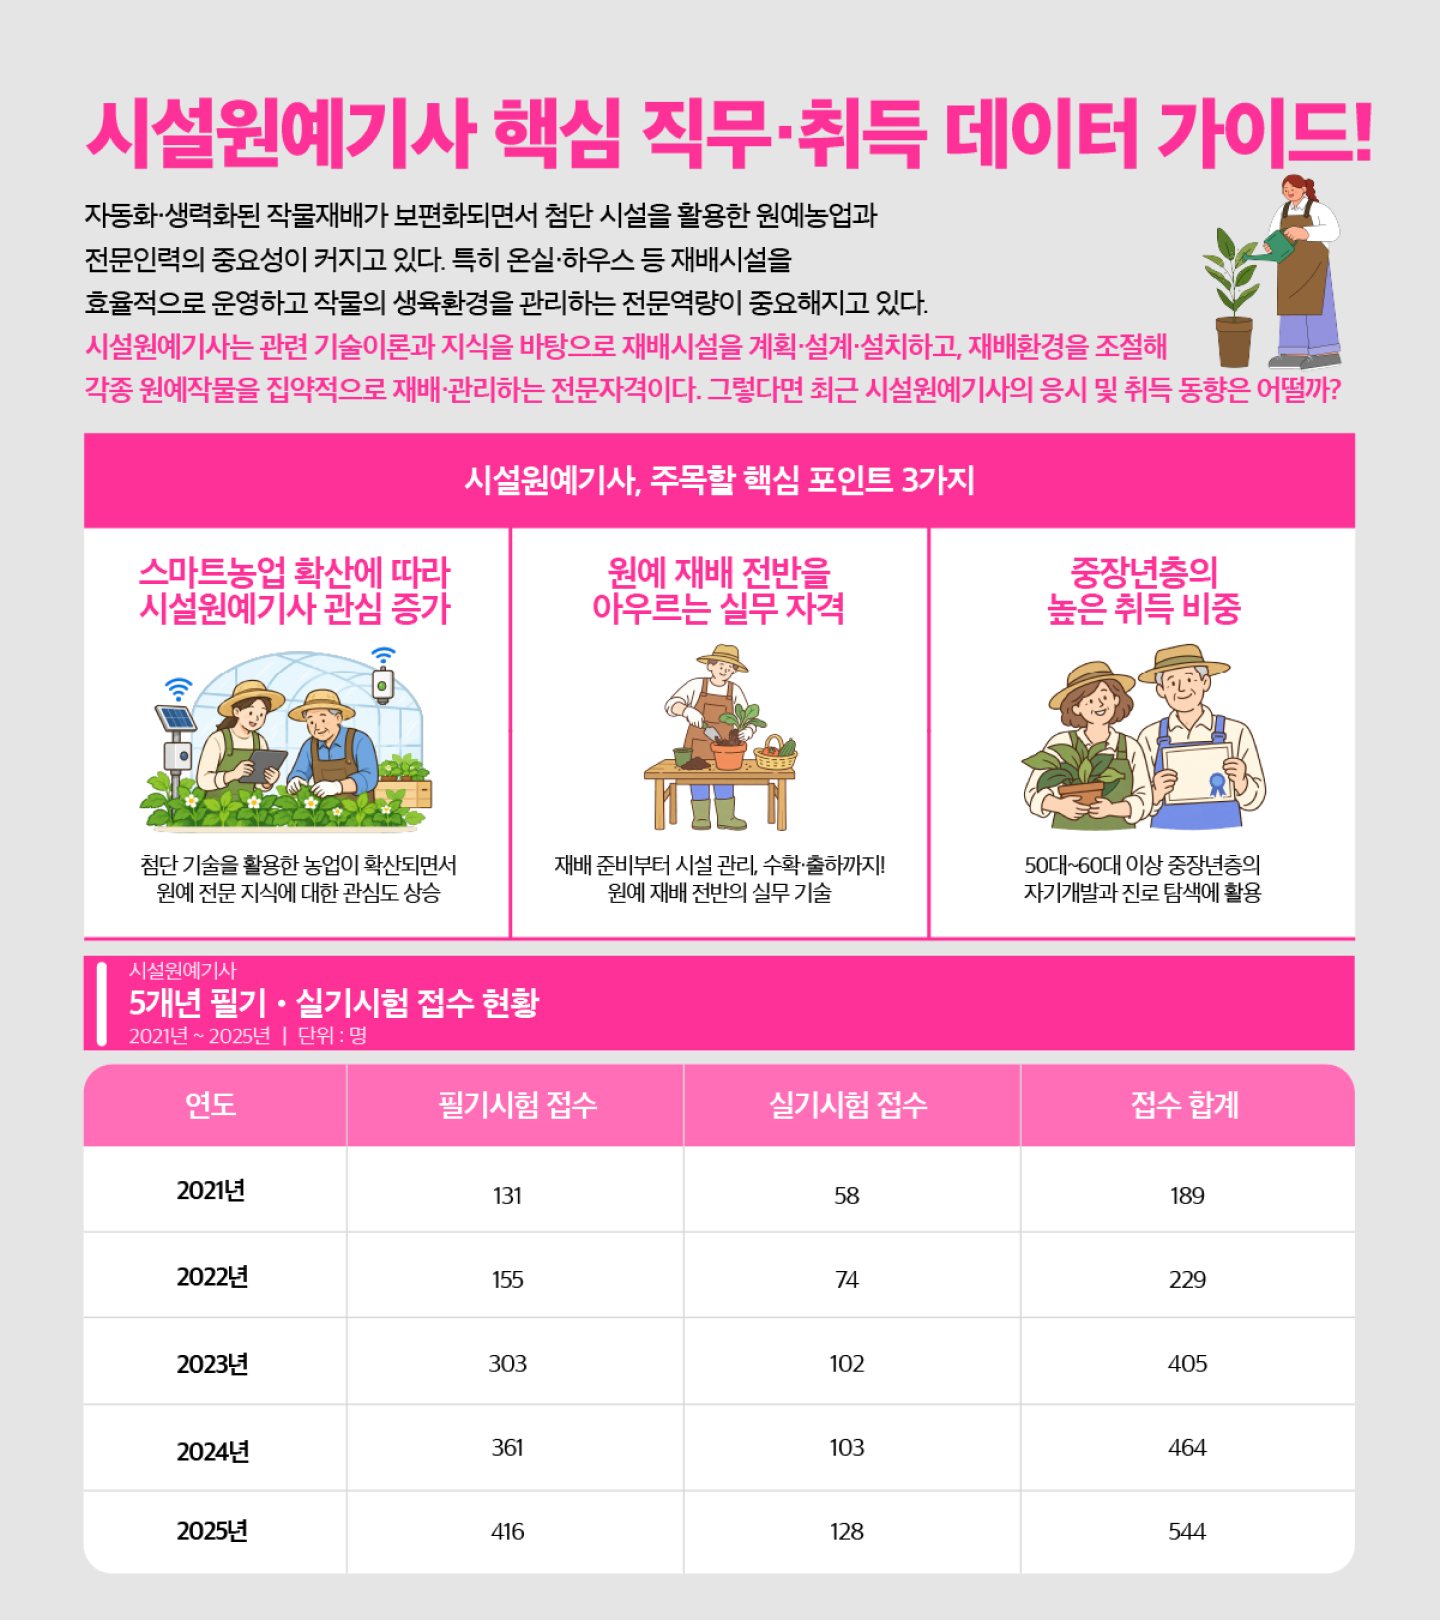 시설원예기사 핵심 직무·취득 데이터 가이드!
자동화·생력화된 작물재배가 보편화되면서 첨단 시설을 활용한 원예농업과
전문인력의 중요성이 커지고 있다. 특히 온실·하우스 등 재배시설을
효율적으로 운영하고 작물의 생육환경을 관리하는 전문역량이 중요해지고 있다.
시설원예기사는 관련 기술이론과 지식을 바탕으로 재배시설을 계획·설계·설치하고, 재배환경을 조절해
각종 원예작물을 집약적으로 재배·관리하는 전문자격이다. 그렇다면 최근 시설원예기사의 응시 및 취득 동향은 어떨까?
시설원예기사, 주목할 핵심 포인트 3가지
스마트농업 확산에 따라
시설원예기사 관심 증가
첨단 기술을 활용한 농업이 확산되면서
원예 전문 지식에 대한 관심도 상승
원예 재배 전반을
아우르는 실무 자격
재배 준비부터 시설 관리, 수확·출하까지!
원예 재배 전반의 실무 기술
중장년층의
높은 취득 비중
50대~60대 이상 중장년층의
자기개발과 진로 탐색에 활용
시설원예기사
5개년 필기・실기시험 접수 현황
2021년 ~ 2025년 | 단위 : 명
연도 필기시험 접수 실기시험 접수 접수 합계
2021년 131 58 189
2022년 155 74 229
2023년 303 102 405
2024년 361 103 464
2025년 416 128 544